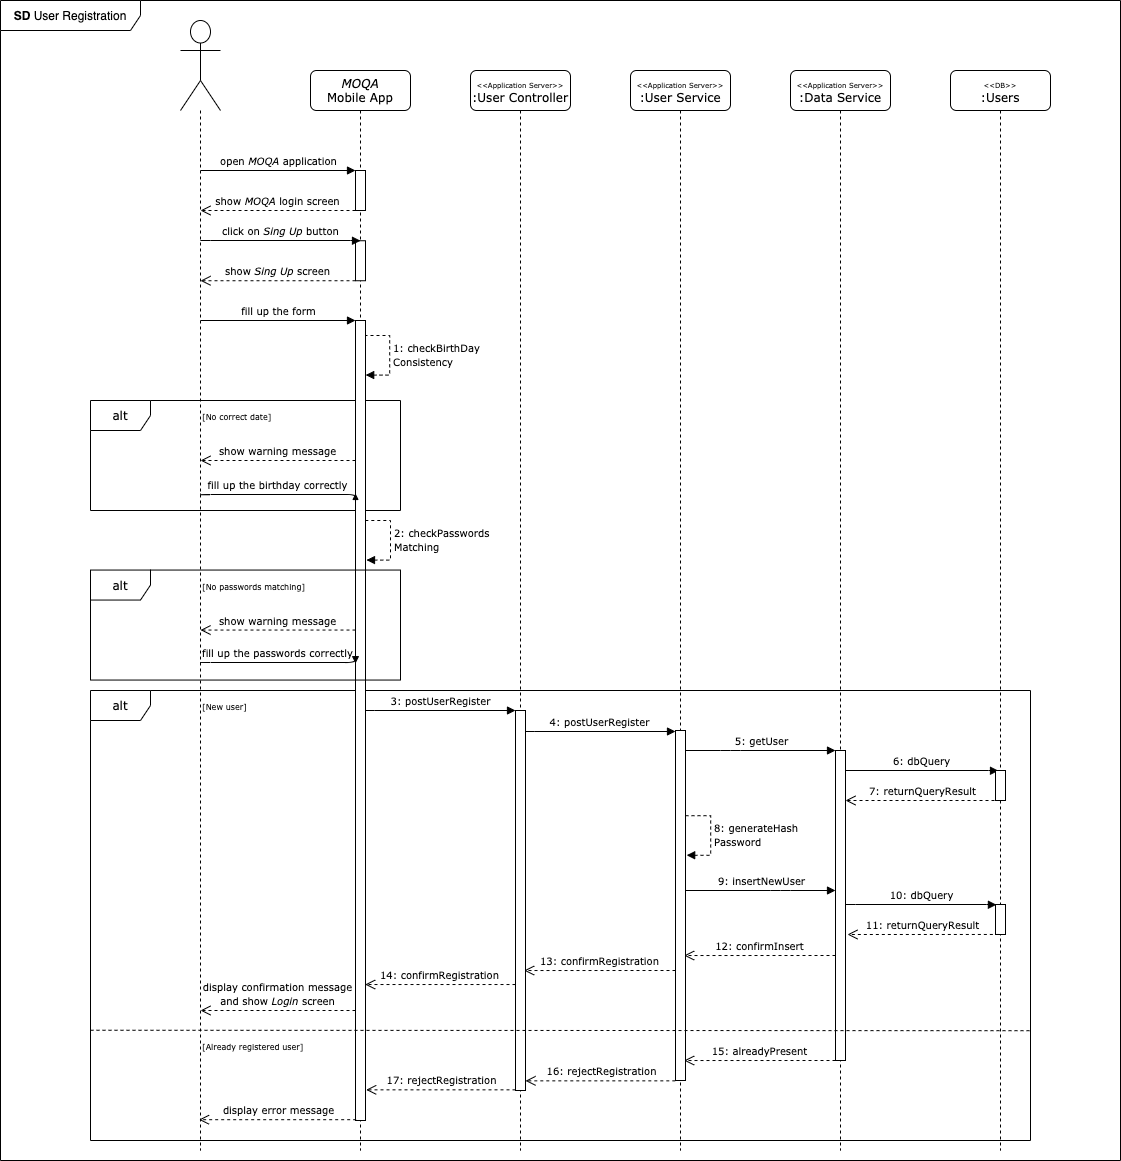 SD User Registration
MOQA
Mobile App
<<Application Server>>
:User Controller
<<Application Server>>
:User Service
<<Application Server>>
:Data Service
<<DB>>
:Users
open MOQA application
show MOQA login screen
click on Sing Up button
show Sing Up screen
fill up the form
1: checkBirthDay
Consistency
alt
[No correct date]
show warning message
fill up the birthday correctly
2: checkPasswords
Matching
alt
[No passwords matching]
show warning message
fill up the passwords correctly
alt
[New user]
3: postUserRegister
4: postUserRegister
5: getUser
6: dbQuery
7: returnQueryResult
8: generateHash
Password
9: insertNewUser
10: dbQuery
11: returnQueryResult
12: confirmInsert
13: confirmRegistration
14: confirmRegistration
display confirmation message
and show Login screen
[Already registered user]
15: alreadyPresent
16: rejectRegistration
17: rejectRegistration
display error message